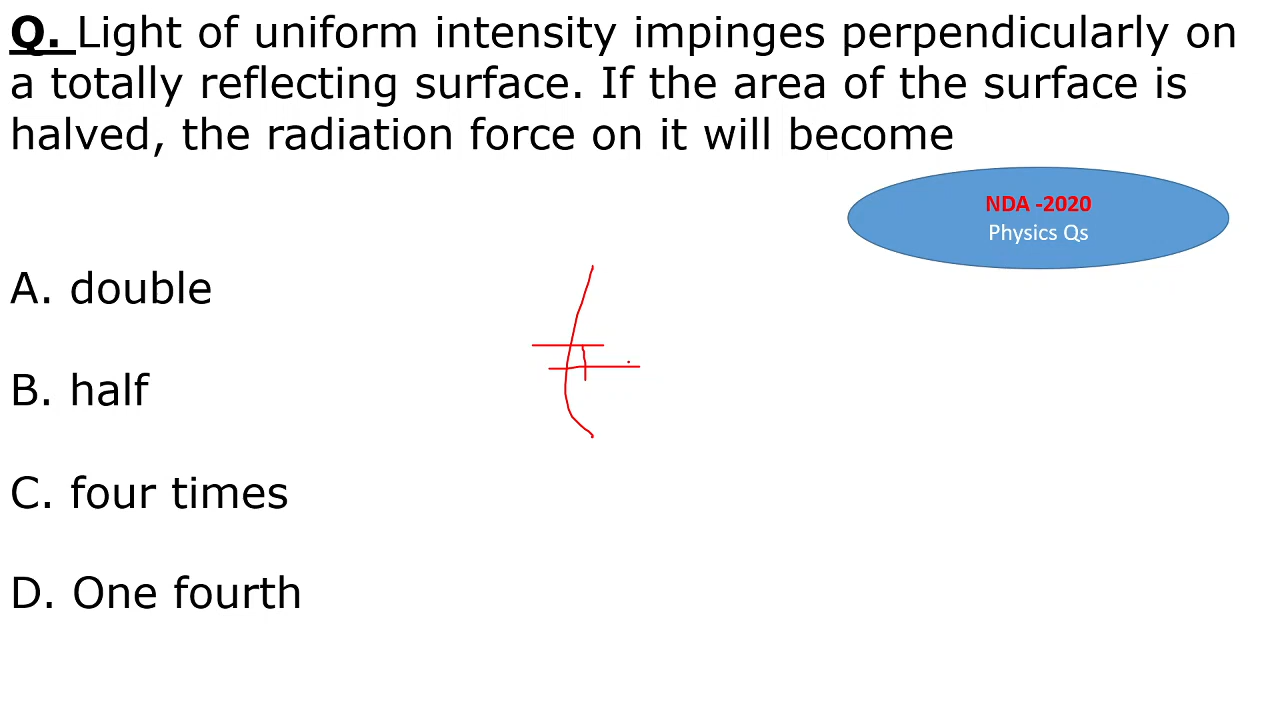 Q. Light of uniform intensity impinges perpendicularly on
a totally reflecting surface. If the area of the surface is
halved, the radiation force on it will become
NDA -2020
Physics Qs
A. double
B. half
C. four times
D. One fourth